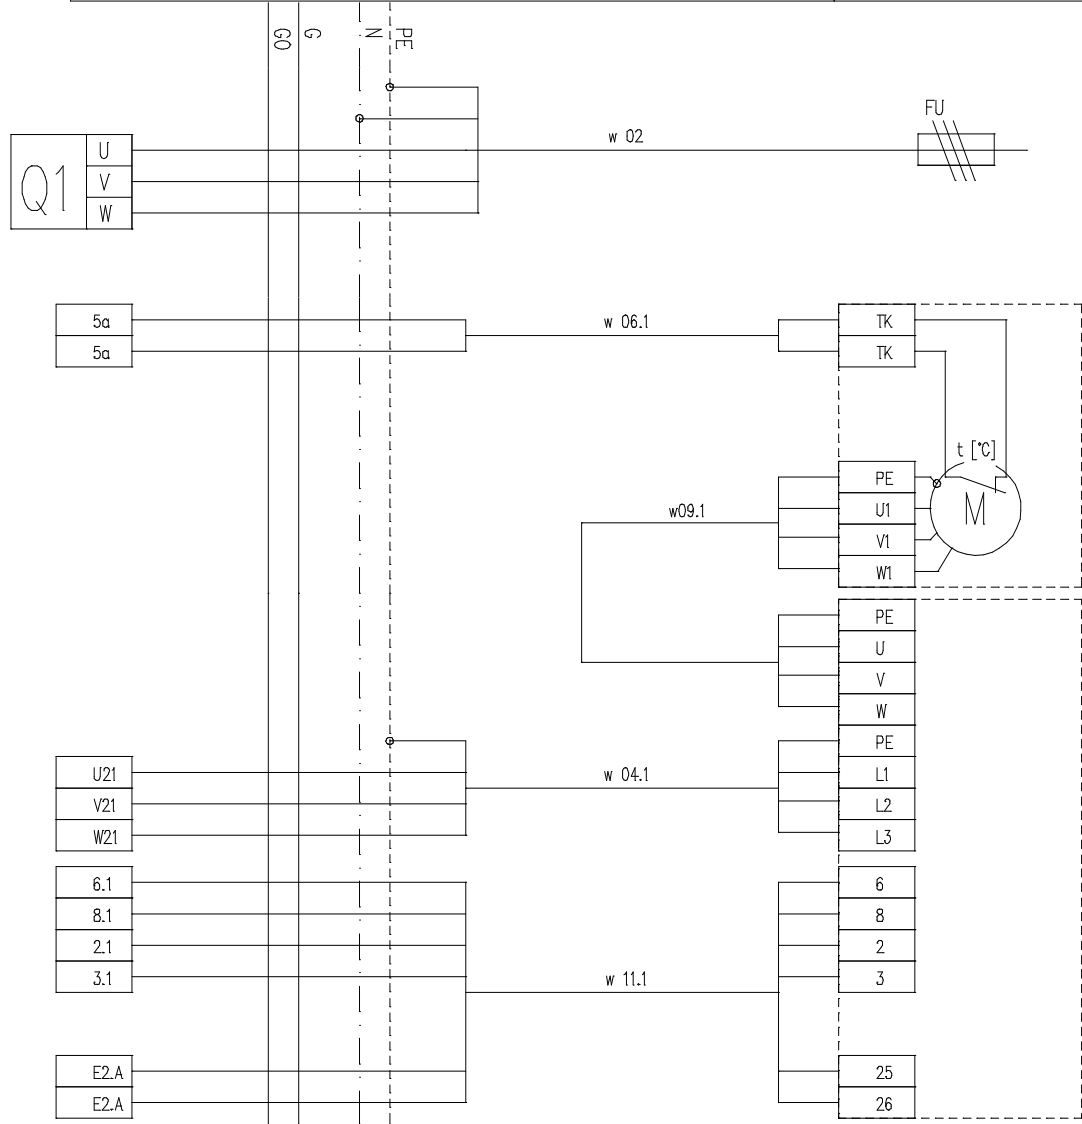 G0
G
N
PE
FU
w 02
Q1
U
V
W
5a
5a
w 06.1
TK
TK
t [°C]
M
w09.1
PE
U1
V1
W1
PE
U
V
W
PE
L1
L2
L3
U21
V21
W21
w 04.1
6.1
8.1
2.1
3.1
6
8
2
3
w 11.1
E2.A
E2.A
25
26